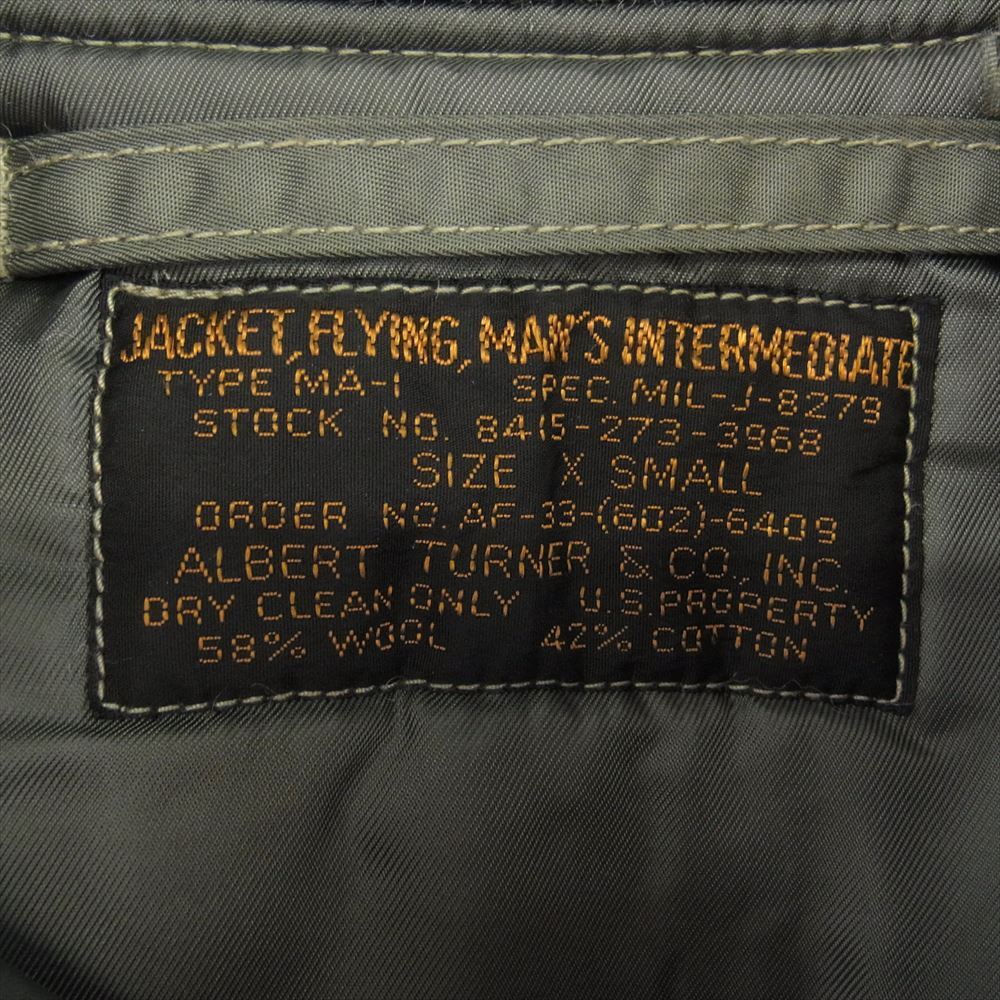 JACKET, FLYING, MAN'S INTERMEDIATE
TYPE MA-1 SPEC. MIL-J-8279
STOCK NO. 8415-273-3968
SIZE X SMALL
ORDER NO. AF-33-(602)-6409
ALBERT TURNER & CO., INC.
DRY CLEAN ONLY U.S. PROPERTY
58% WOOL 42% COTTON